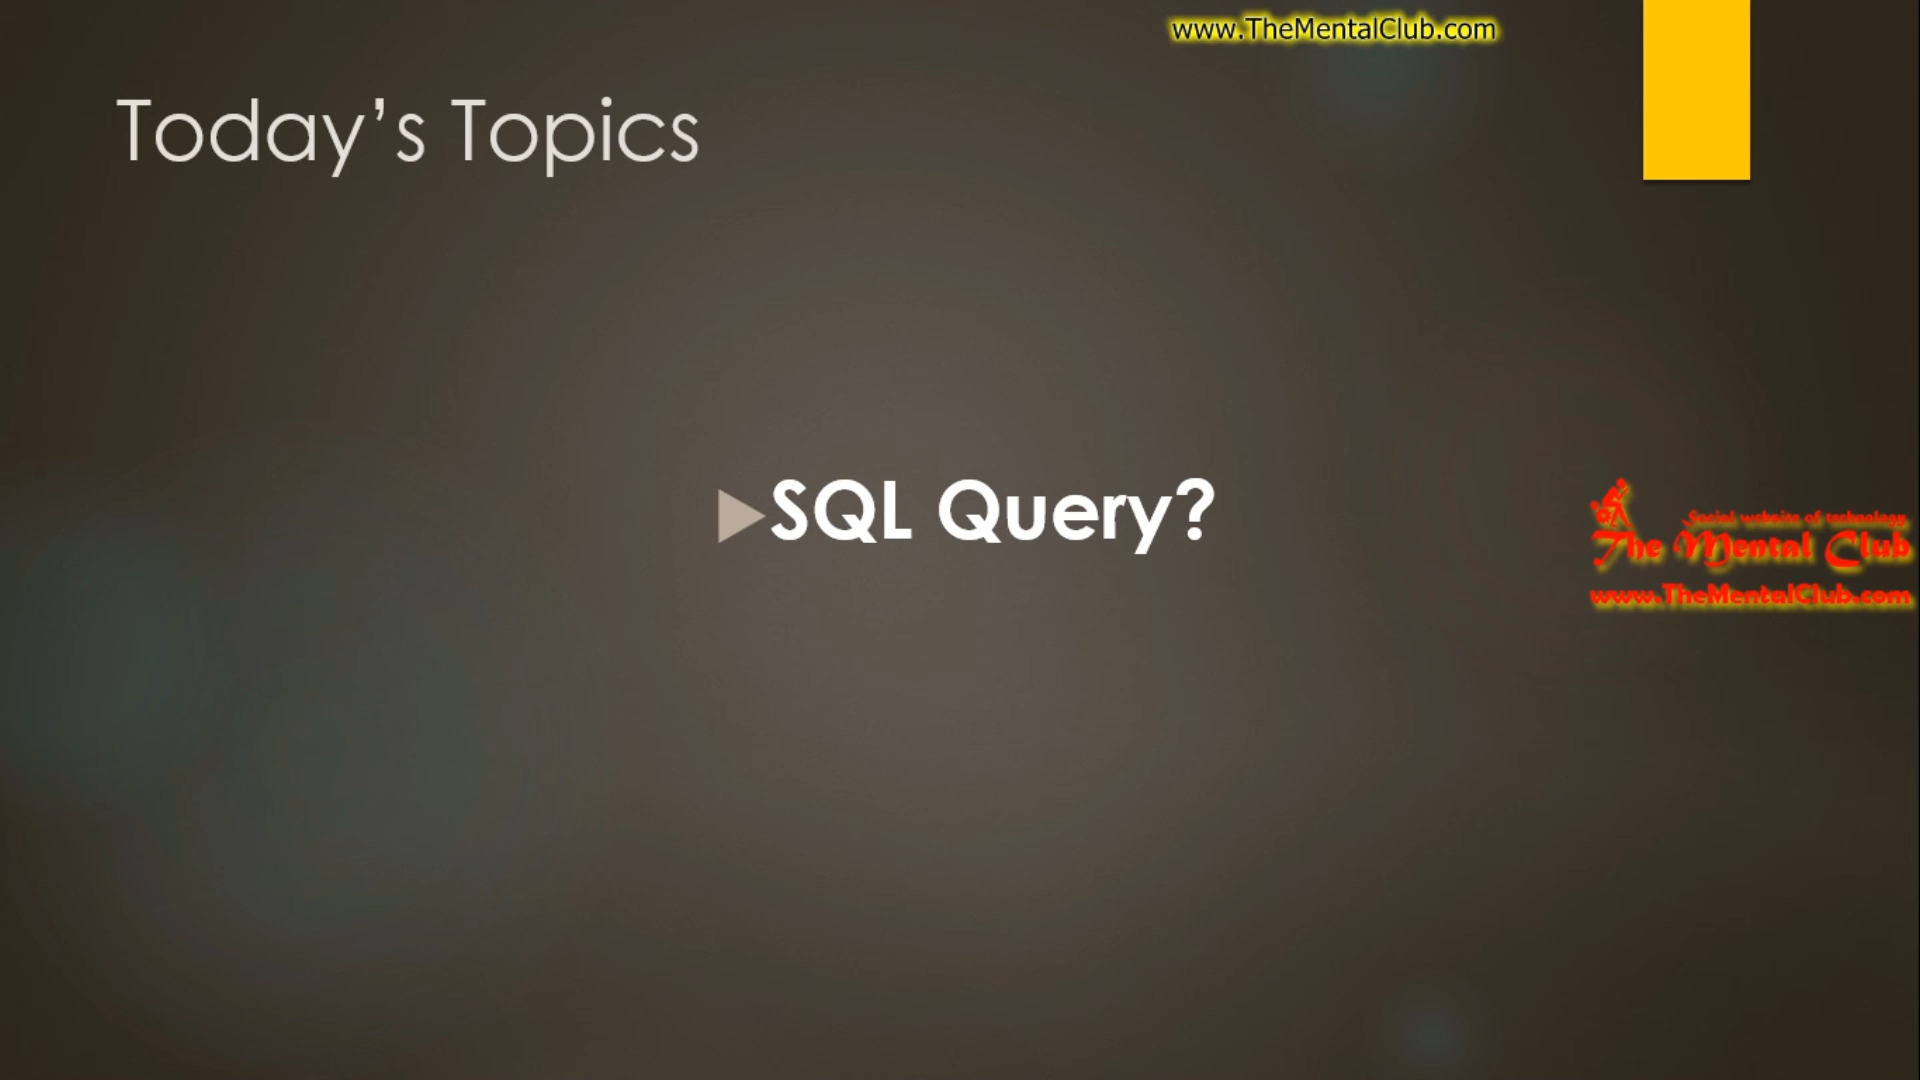 www.TheMentalClub.com
Today’s Topics
SQL Query?
Social website of technology
The Mental Club
www.TheMentalClub.com